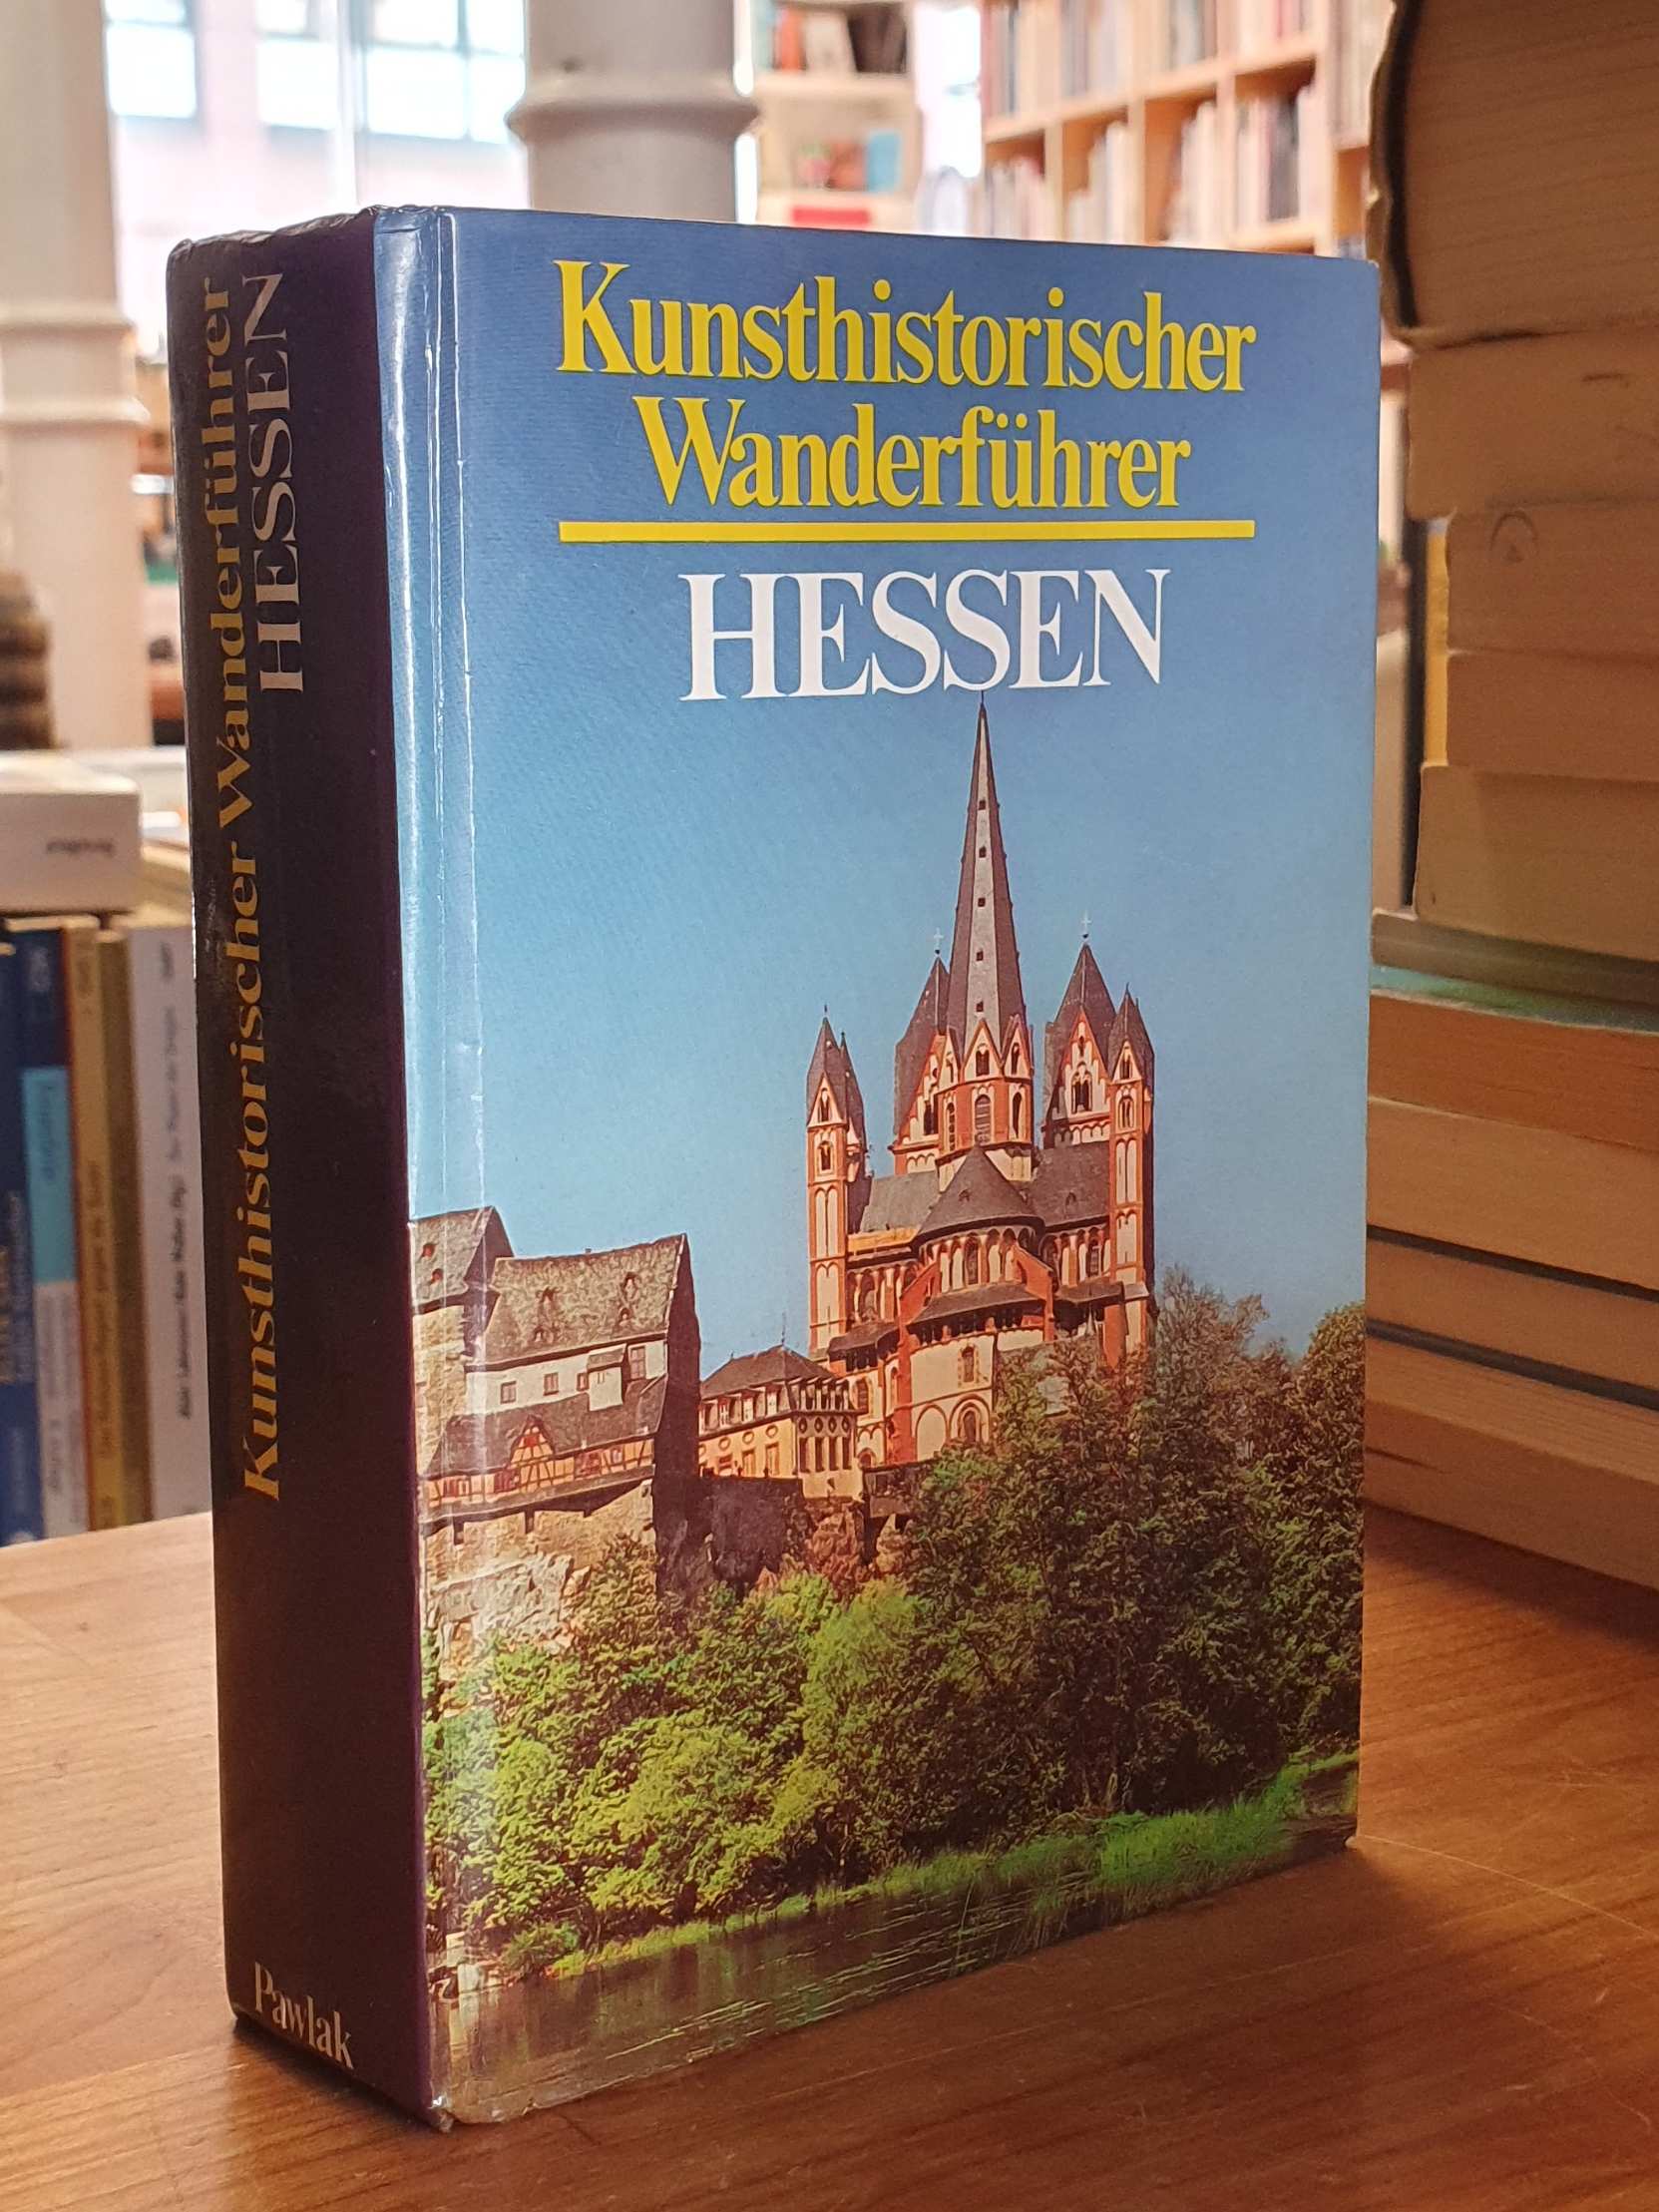 Kunsthistorischer
Wanderführer
HESSEN
Kunsthistorischer Wanderführer
HESSEN
Pawlak